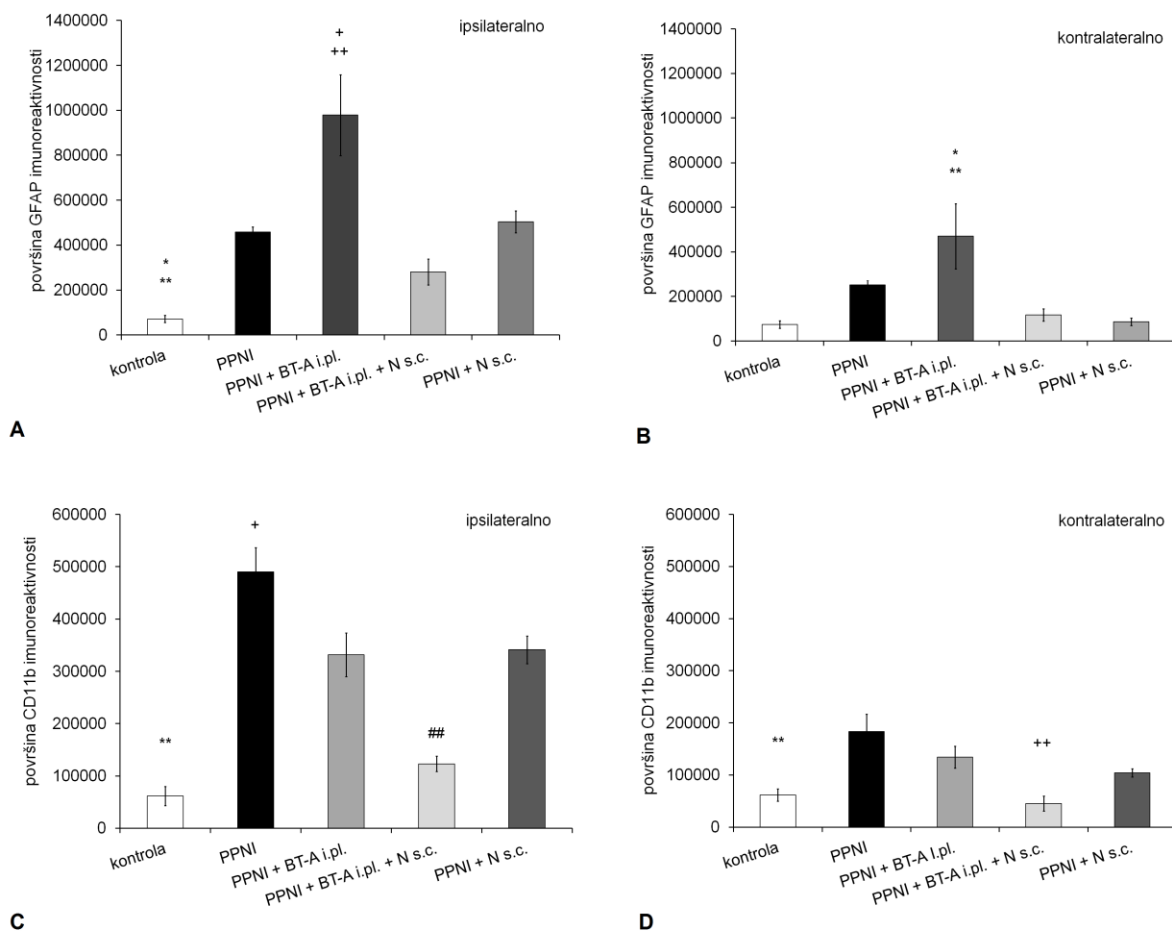 ipsilateralno
površina GFAP imunoreaktivnosti
1400000
1200000
1000000
800000
600000
400000
200000
0
*
**
+
++
kontrola
PPNI
PPNI + BT-A i.pl.
PPNI + BT-A i.pl. + N s.c.
PPNI + N s.c.
A
kontralateralno
površina GFAP imunoreaktivnosti
1400000
1200000
1000000
800000
600000
400000
200000
0
*
**
kontrola
PPNI
PPNI + BT-A i.pl.
PPNI + BT-A i.pl. + N s.c.
PPNI + N s.c.
B
ipsilateralno
površina CD11b imunoreaktivnosti
600000
500000
400000
300000
200000
100000
0
**
+
##
kontrola
PPNI
PPNI + BT-A i.pl.
PPNI + BT-A i.pl. + N s.c.
PPNI + N s.c.
C
kontralateralno
površina CD11b imunoreaktivnosti
600000
500000
400000
300000
200000
100000
0
**
++
kontrola
PPNI
PPNI + BT-A I.pl.
PPNI + BT-A i.pl. + N s.c.
PPNI + N s.c.
D